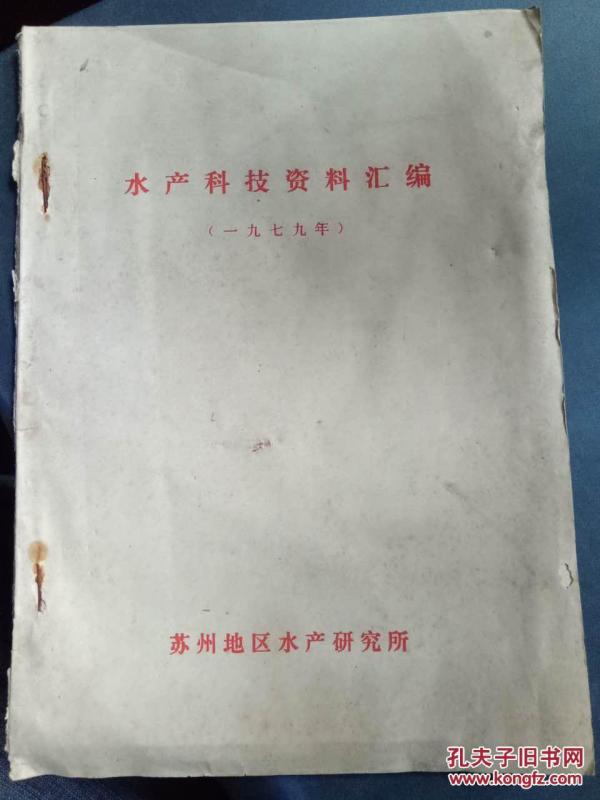 水产科技资料汇编
（一九七九年）
苏州地区水产研究所
孔夫子旧书网
www.kongfz.com